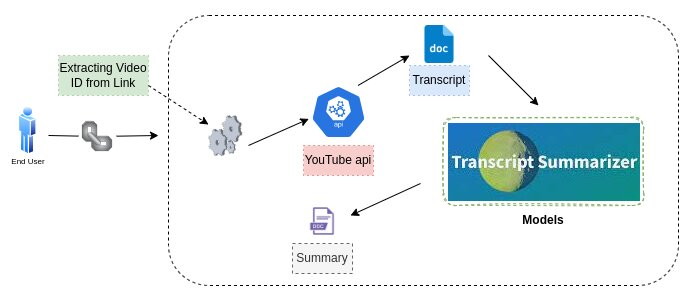 Extracting Video
ID from Link
End User
api
YouTube api
doc
Transcript
Transcript Summarizer
Models
DOC
Summary